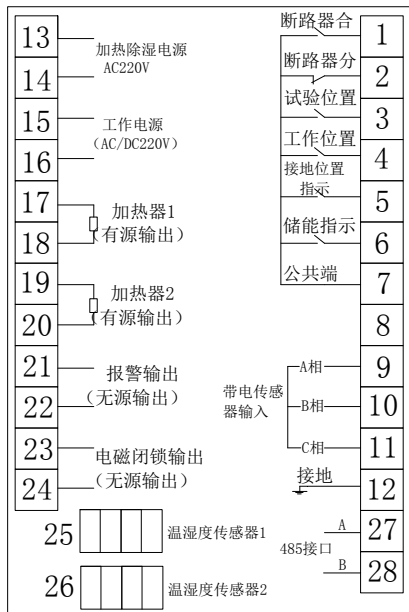 13
加热除湿电源
AC220V
14
15
工作电源
(AC/DC220V)
16
17
加热器1
(有源输出)
18
19
加热器2
(有源输出)
20
21
报警输出
(无源输出)
22
23
电磁闭锁输出
(无源输出)
24
25
温湿度传感器1
26
温湿度传感器2
断路器合
1
断路器分
2
试验位置
3
工作位置
4
接地位置
指示
5
储能指示
6
公共端
7
8
带电传感
器输入
A相
9
B相
10
C相
11
接地
12
A
27
485接口
B
28